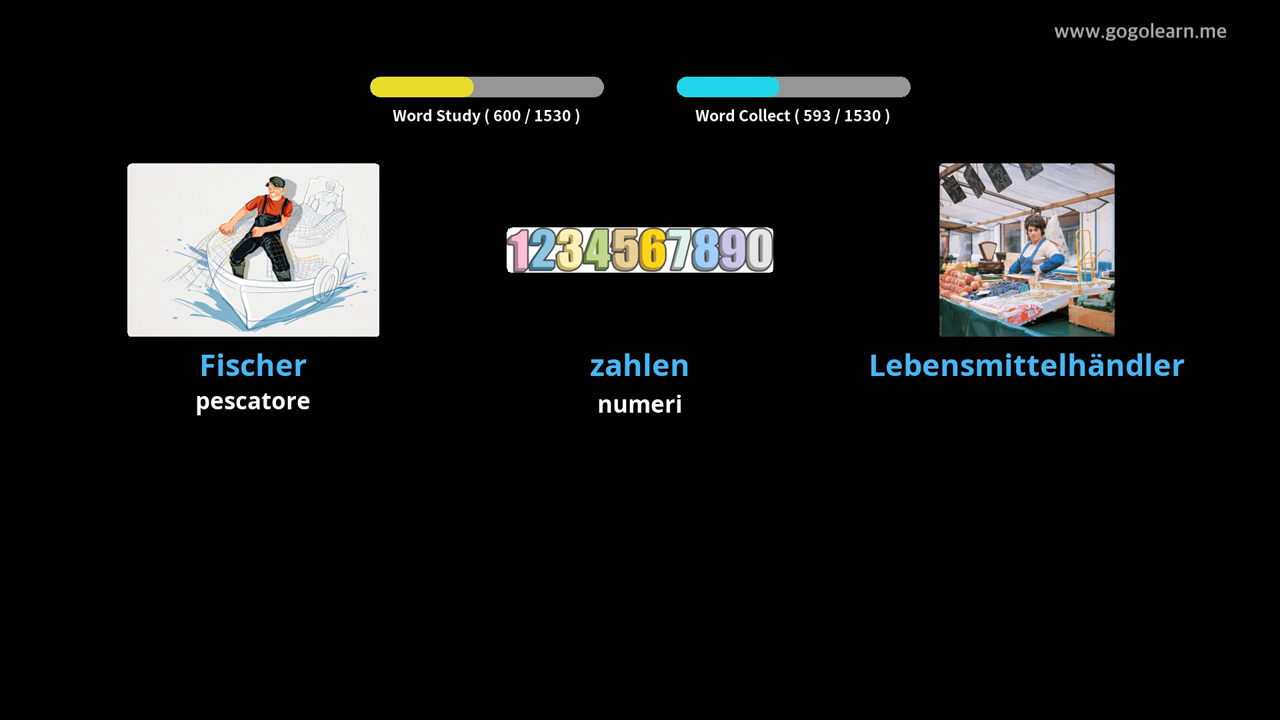 www.gogolearn.me
Word Study ( 600 / 1530 )
Word Collect ( 593 / 1530 )
1234567890
Fischer
pescatore
zahlen
numeri
Lebensmittelhändler